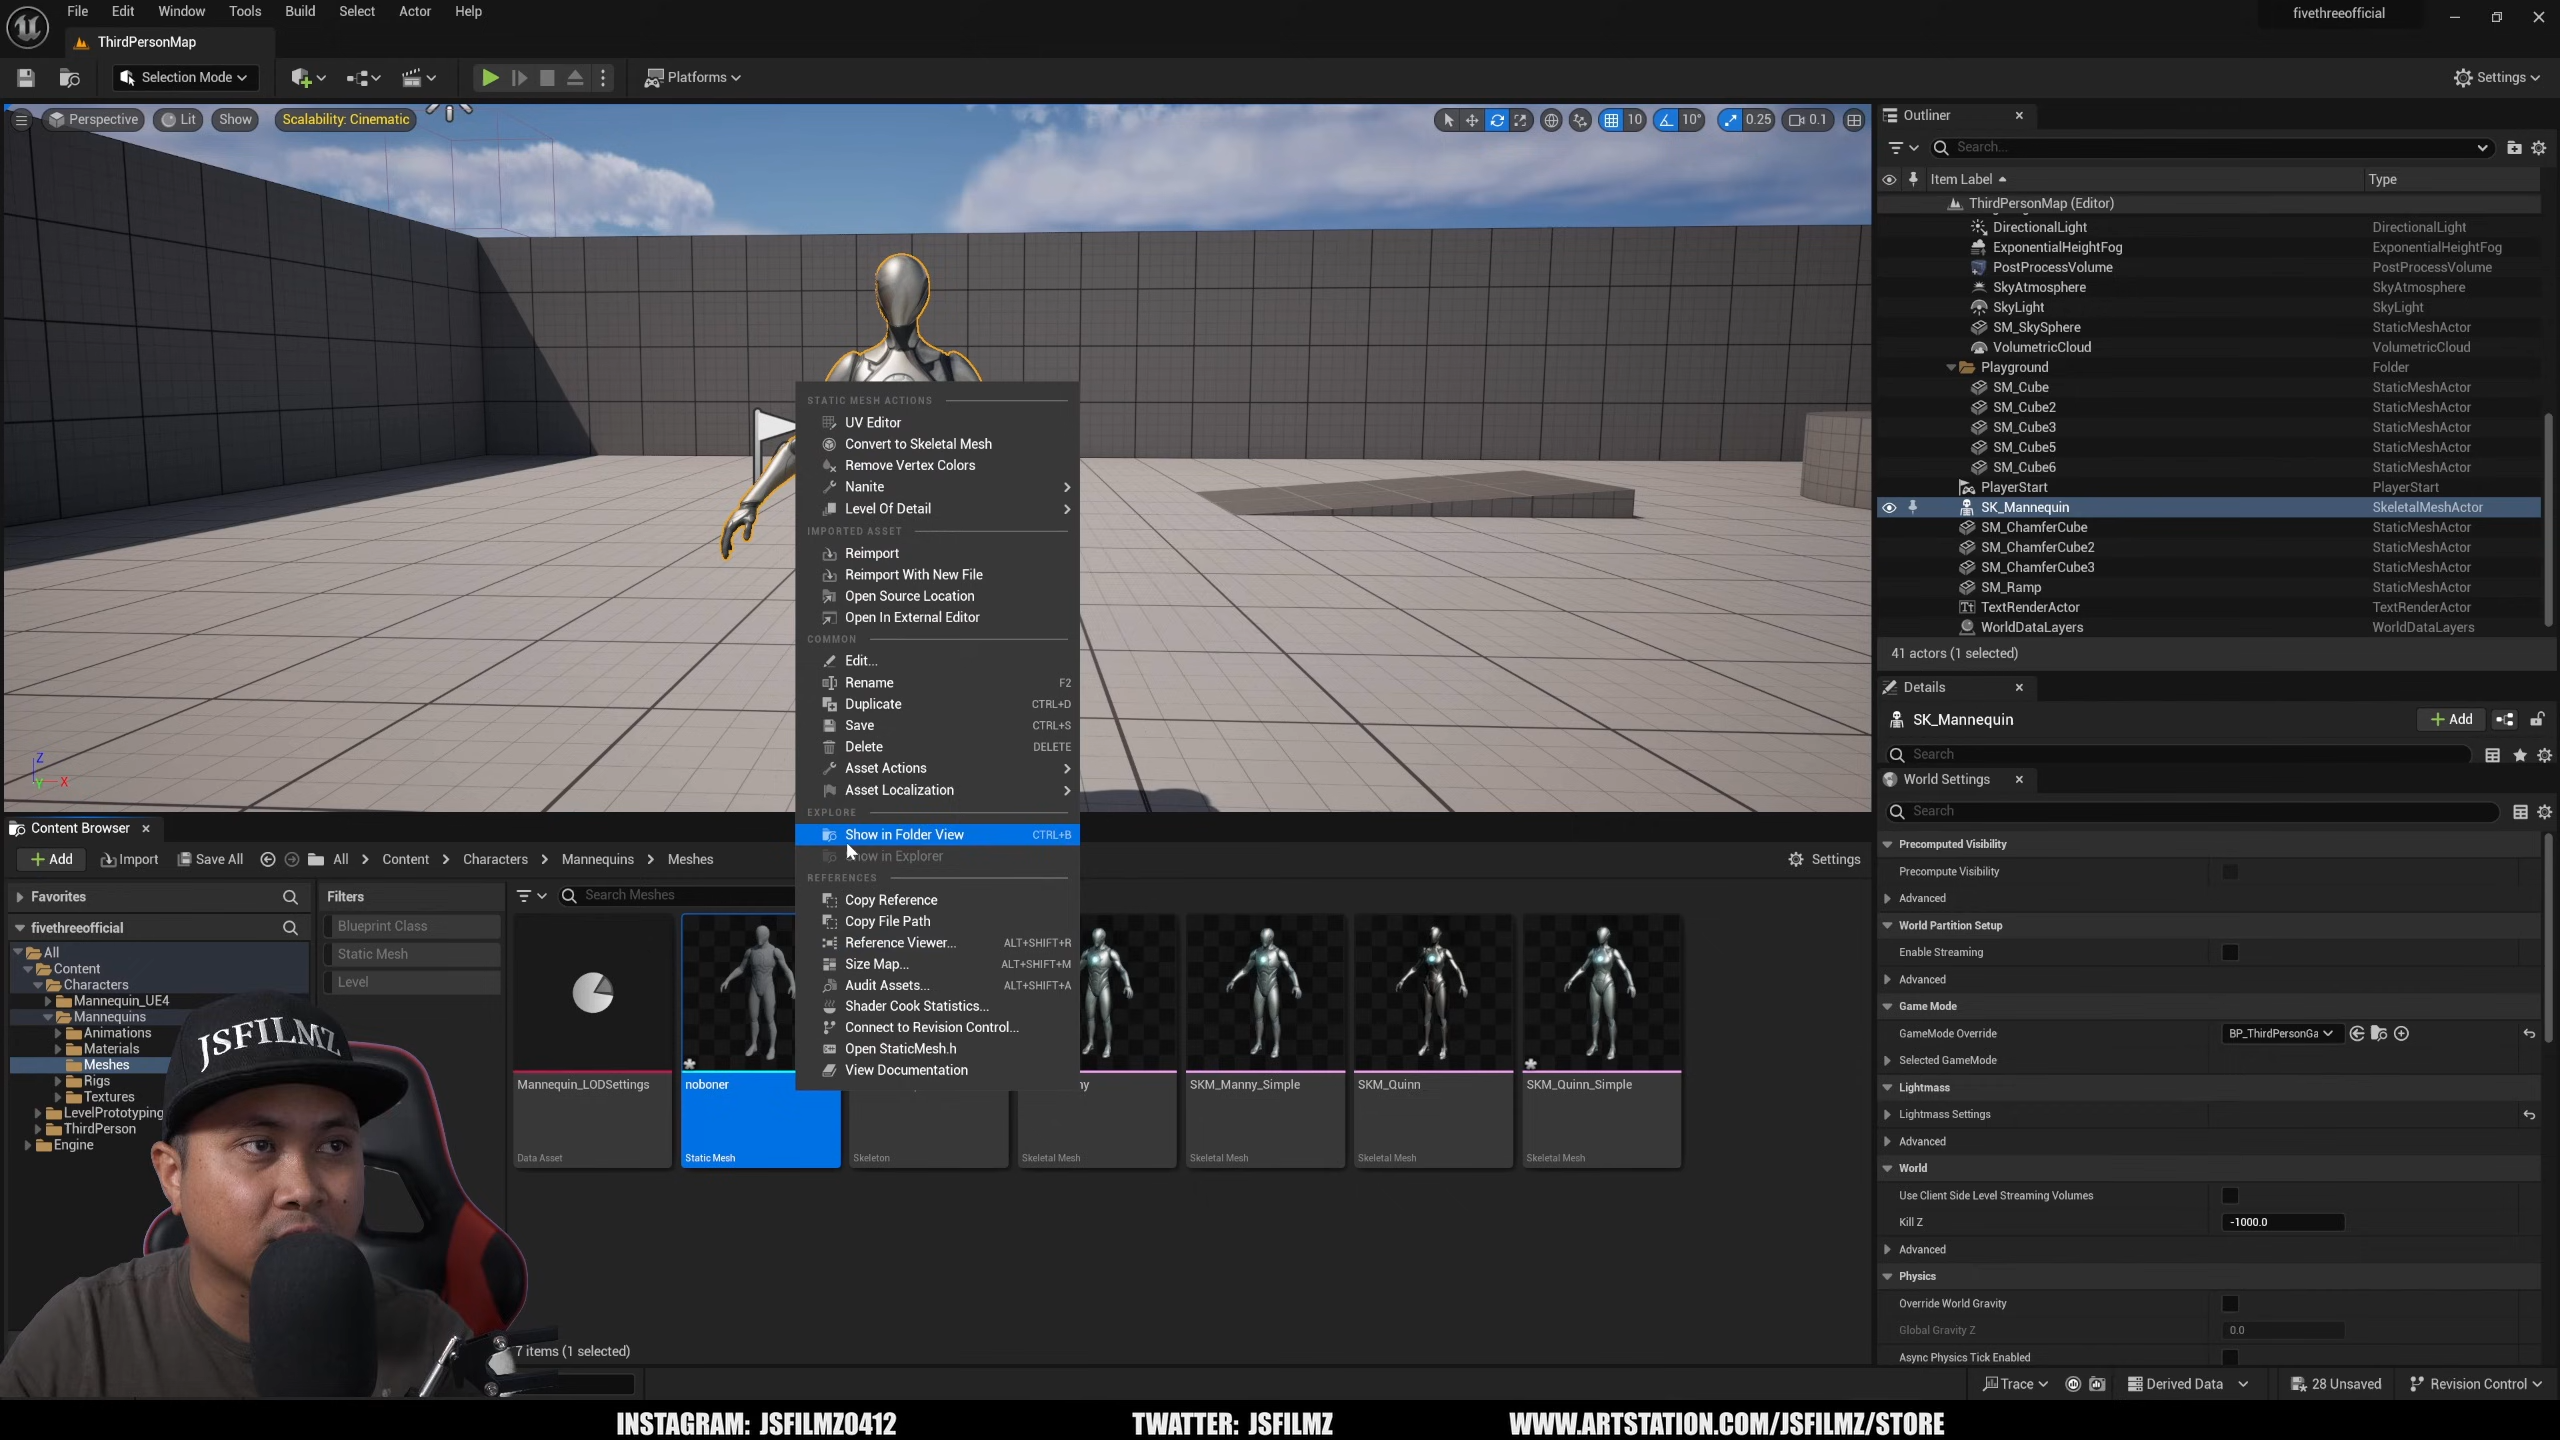 File Edit Window Tools Build Select Actor Help
fivethreeofficial
ThirdPersonMap
Selection Mode
Platforms
Settings
Perspective Lit Show Scalability: Cinematic
10 10° 0.25 0.1
Outliner
Search...
Item Label Type
ThirdPersonMap (Editor)
DirectionalLight DirectionalLight
ExponentialHeightFog ExponentialHeightFog
PostProcessVolume PostProcessVolume
SkyAtmosphere SkyAtmosphere
SkyLight SkyLight
SM_SkySphere StaticMeshActor
VolumetricCloud VolumetricCloud
Playground Folder
SM_Cube StaticMeshActor
SM_Cube2 StaticMeshActor
SM_Cube3 StaticMeshActor
SM_Cube5 StaticMeshActor
SM_Cube6 StaticMeshActor
PlayerStart PlayerStart
SK_Mannequin SkeletalMeshActor
SM_ChamferCube StaticMeshActor
SM_ChamferCube2 StaticMeshActor
SM_ChamferCube3 StaticMeshActor
SM_Ramp StaticMeshActor
TextRenderActor TextRenderActor
WorldDataLayers WorldDataLayers
41 actors (1 selected)
Details
SK_Mannequin
Add
Search
World Settings
Search
Precomputed Visibility
Precompute Visibility
Advanced
World Partition Setup
Enable Streaming
Advanced
Game Mode
GameMode Override BP_ThirdPersonGa
Selected GameMode
Lightmass
Lightmass Settings
Advanced
World
Use Client Side Level Streaming Volumes
Kill Z -1000.0
Advanced
Physics
Override World Gravity
Global Gravity Z 0.0
Async Physics Tick Enabled
STATIC MESH ACTIONS
UV Editor
Convert to Skeletal Mesh
Remove Vertex Colors
Nanite
Level Of Detail
IMPORTED ASSET
Reimport
Reimport With New File
Open Source Location
Open In External Editor
COMMON
Edit...
Rename F2
Duplicate CTRL+D
Save CTRL+S
Delete DELETE
Asset Actions
Asset Localization
EXPLORE
Show in Folder View CTRL+B
in Explorer
REFERENCES
Copy Reference
Copy File Path
Reference Viewer... ALT+SHIFT+R
Size Map... ALT+SHIFT+M
Audit Assets... ALT+SHIFT+A
Shader Cook Statistics...
Connect to Revision Control...
Open StaticMesh.h
View Documentation
Z
Y X
Content Browser
Add Import Save All All Content Characters Mannequins Meshes Settings
Favorites
fivethreeofficial
All
Content
Characters
Mannequin_UE4
Mannequins
Animations
Materials
Meshes
Rigs
Textures
LevelPrototyping
ThirdPerson
Engine
Filters
Blueprint Class
Static Mesh
Level
Search Meshes
Mannequin_LODSettings
Data Asset
noboner
Static Mesh
Skeleton
Skeletal Mesh
SKM_Manny_Simple
Skeletal Mesh
SKM_Quinn
Skeletal Mesh
SKM_Quinn_Simple
Skeletal Mesh
7 items (1 selected)
JSFILMZ
Trace Derived Data 28 Unsaved Revision Control
INSTAGRAM: JSFILMZ0412 TWATTER: JSFILMZ WWW.ARTSTATION.COM/JSFILMZ/STORE